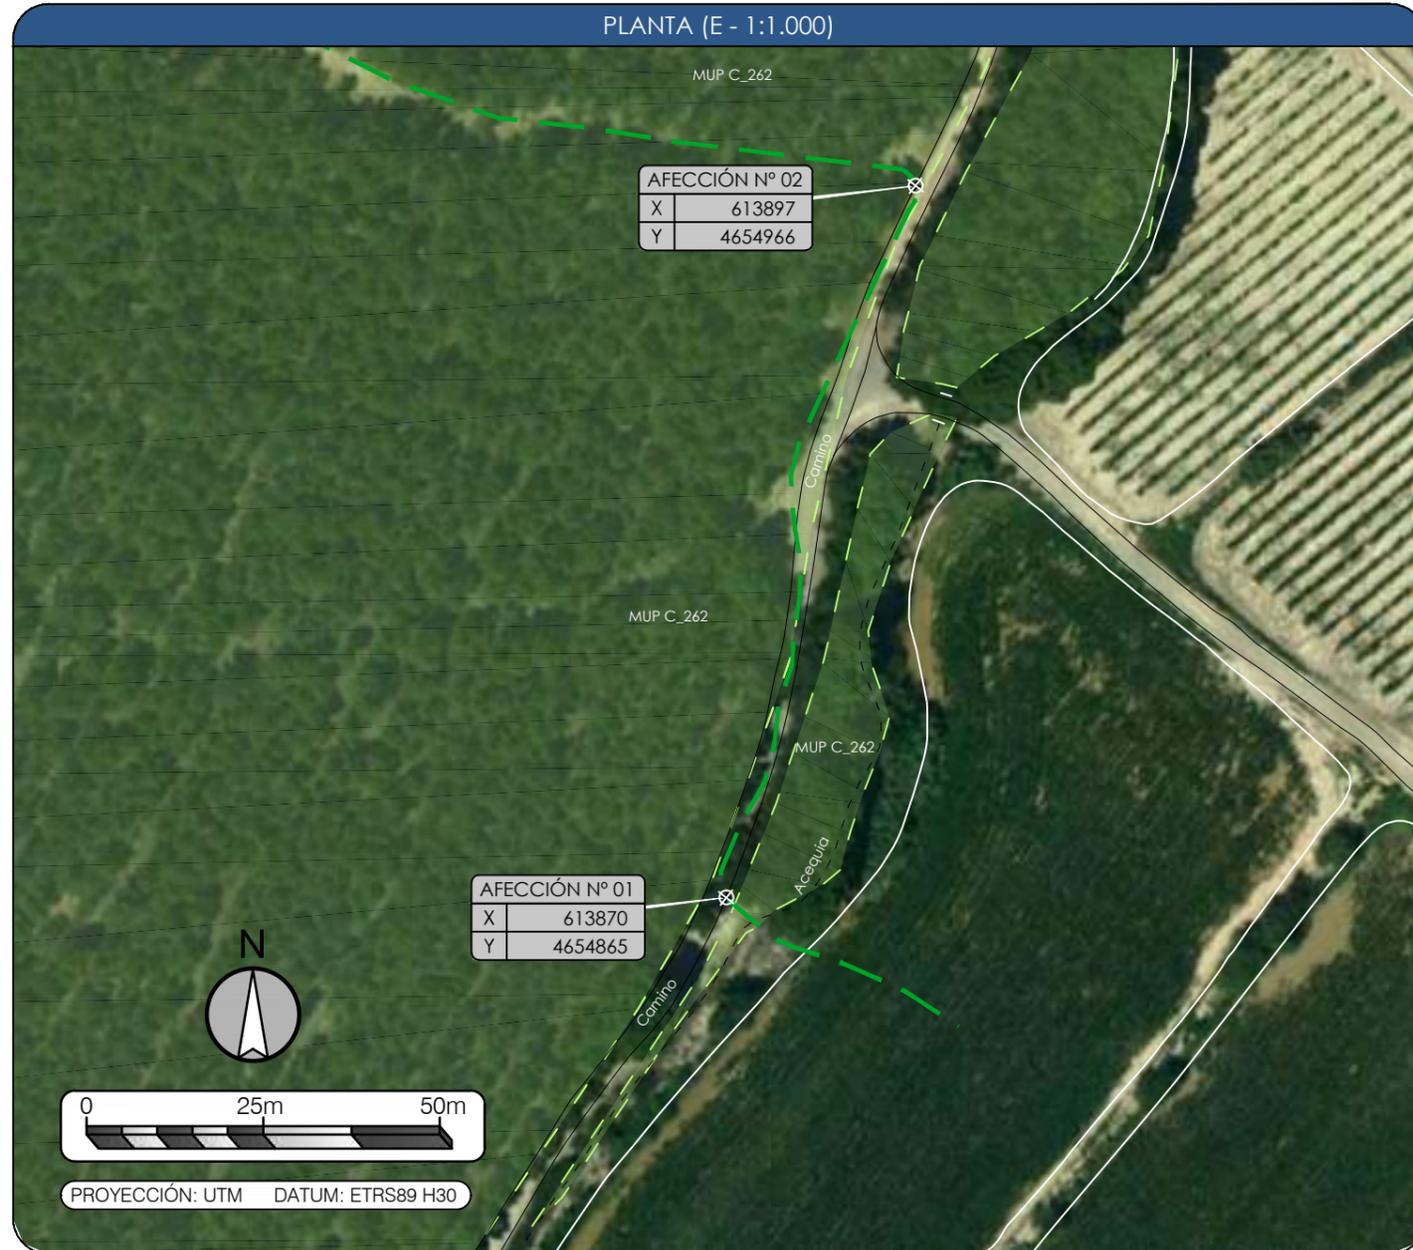 PLANTA (E - 1:1.000)
MUP C_262
AFECCIÓN Nº 02
X 613897
Y 4654966
Camino
MUP C_262
MUP C_262
Acequia
AFECCIÓN Nº 01
X 613870
Y 4654865
Camino
N
0 25m 50m
PROYECCIÓN: UTM DATUM: ETRS89 H30